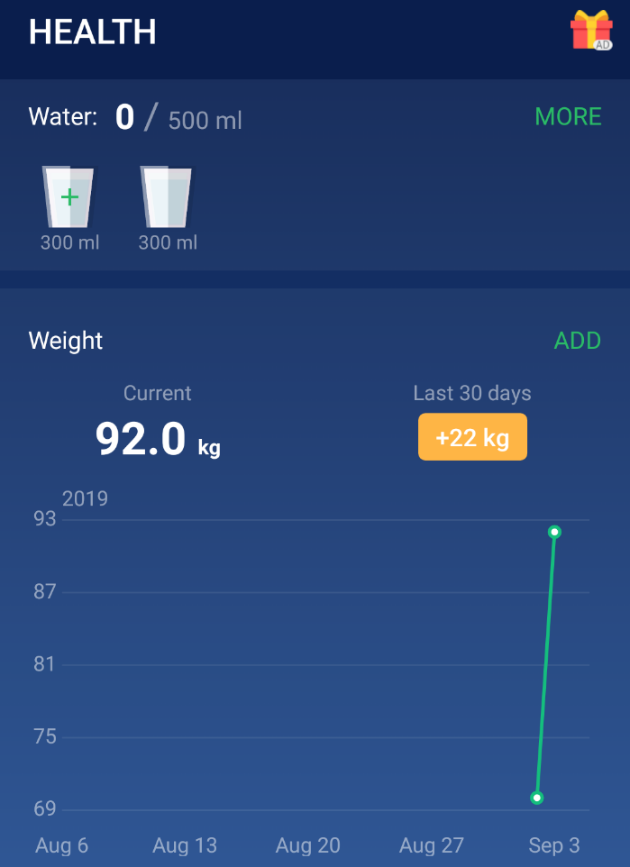 HEALTH
AD
Water: 0 / 500 ml
MORE
+
300 ml
300 ml
Weight
ADD
Current
Last 30 days
92.0 kg
+22 kg
2019
93
87
81
75
69
Aug 6
Aug 13
Aug 20
Aug 27
Sep 3